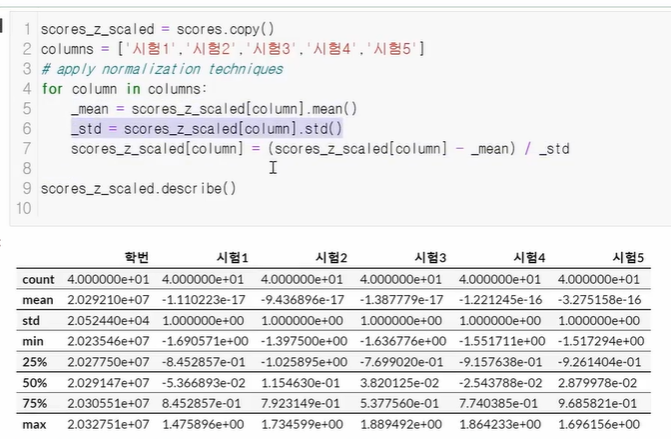 1 scores_z_scaled = scores.copy()
2 columns = ['시험1','시험2','시험3','시험4','시험5']
3 # apply normalization techniques
4 for column in columns:
5 _mean = scores_z_scaled[column].mean()
6 _std = scores_z_scaled[column].std()
7 scores_z_scaled[column] = (scores_z_scaled[column] - _mean) / _std
8
9 scores_z_scaled.describe()
10
학번 시험1 시험2 시험3 시험4 시험5
count 4.000000e+01 4.000000e+01 4.000000e+01 4.000000e+01 4.000000e+01 4.000000e+01
mean 2.029210e+07 -1.110223e-17 -9.436896e-17 -1.387779e-17 -1.221245e-16 -3.275158e-16
std 2.052440e+04 1.000000e+00 1.000000e+00 1.000000e+00 1.000000e+00 1.000000e+00
min 2.023546e+07 -1.690571e+00 -1.397500e+00 -1.636776e+00 -1.551711e+00 -1.517294e+00
25% 2.027750e+07 -8.452857e-01 -1.025895e+00 -7.699020e-01 -9.157638e-01 -9.261404e-01
50% 2.029147e+07 -5.366893e-02 1.154630e-01 3.820125e-02 -2.543788e-02 2.879978e-02
75% 2.030551e+07 8.452857e-01 7.923149e-01 5.377560e-01 7.740385e-01 9.685821e-01
max 2.032751e+07 1.475896e+00 1.734599e+00 1.889492e+00 1.864233e+00 1.696156e+00